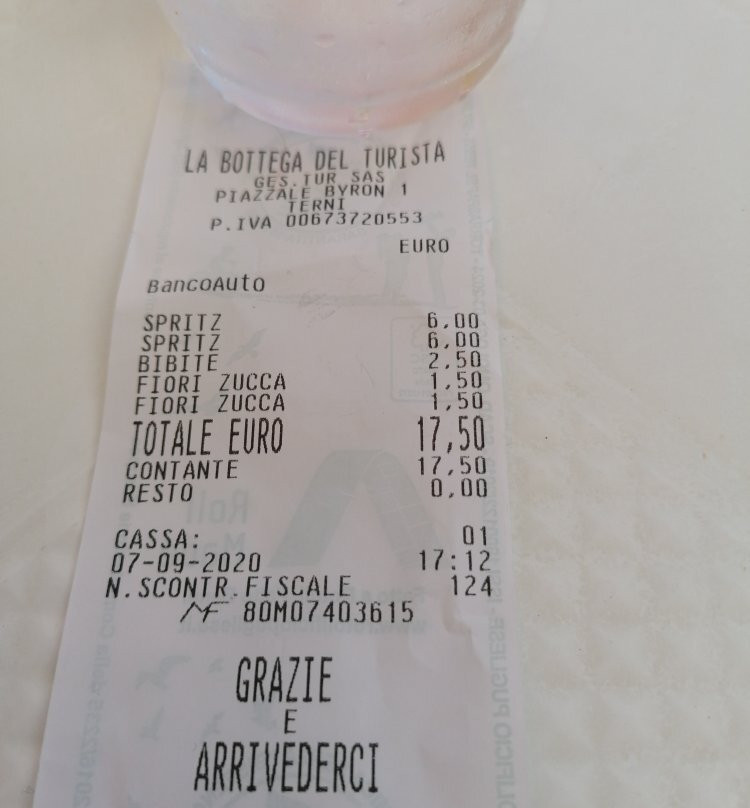 LA BOTTEGA DEL TURISTA
GES.TUR SAS
PIAZZALE BYRON 1
TERNI
P.IVA 00673720553
EURO
BancoAuto
SPRITZ 6,00
SPRITZ 6,00
BIBITE 2,50
FIORI ZUCCA 1,50
FIORI ZUCCA 1,50
TOTALE EURO 17,50
CONTANTE 17,50
RESTO 0,00
CASSA: 01
07-09-2020 17:12
N.SCONTR.FISCALE 124
MF 80M07403615
GRAZIE
E
ARRIVEDERCI